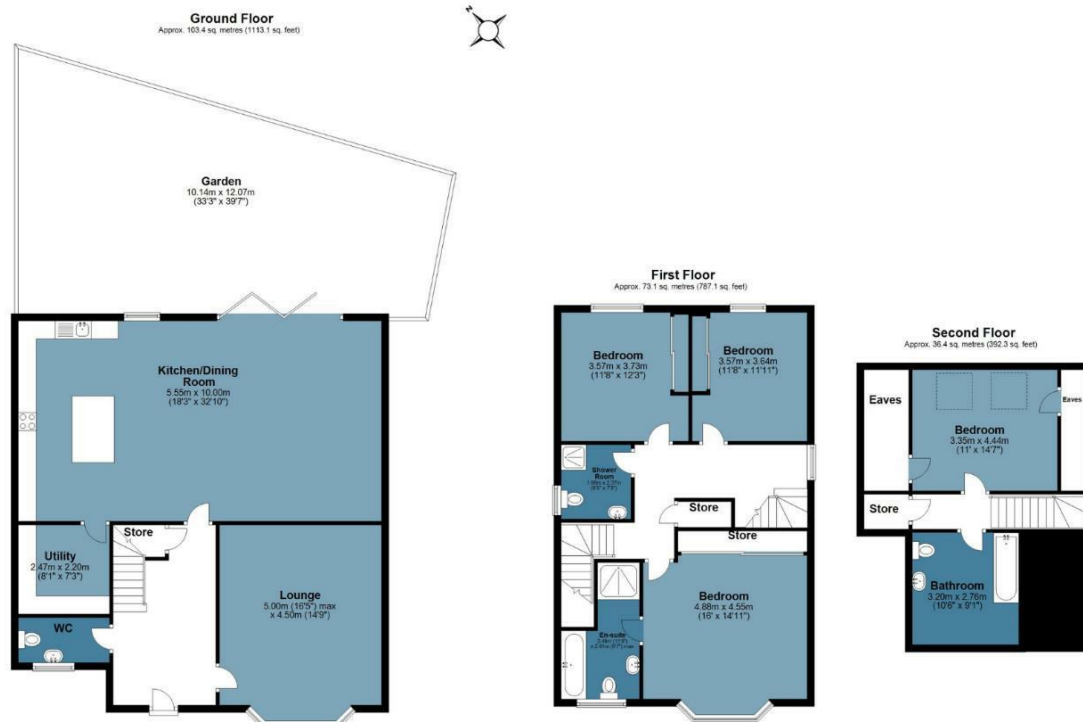 Ground Floor
Approx. 103.4 sq. metres (1113.1 sq. feet)
N
Garden
10.14m x 12.07m
(33'3" x 39'7")
Kitchen/Dining
Room
5.55m x 10.00m
(18'3" x 32'10")
Store
Utility
2.47m x 2.20m
(8'1" x 7'3")
Lounge
5.00m (16'5") max
x 4.50m (14'9")
WC
First Floor
Approx. 73.1 sq. metres (787.1 sq. feet)
Bedroom
3.57m x 3.73m
(11'8" x 12'3")
Bedroom
3.57m x 3.64m
(11'8" x 11'11")
Shower
Room
Store
Store
Bedroom
4.88m x 4.55m
(16' x 14'11")
En-suite
Second Floor
Approx. 36.4 sq. metres (392.3 sq. feet)
Eaves
Bedroom
3.35m x 4.44m
(11' x 14'7")
Eaves
Store
Bathroom
3.20m x 2.76m
(10'6" x 9'1")